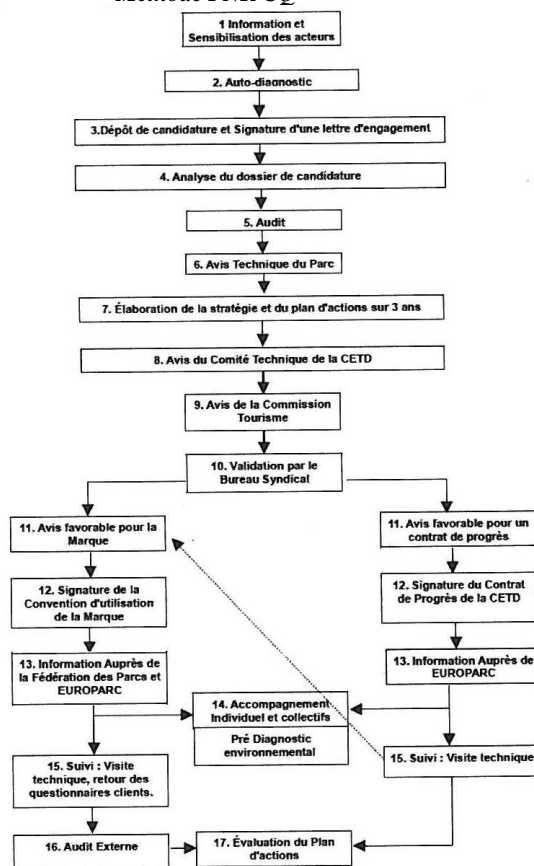 1 Information et
Sensibilisation des acteurs
2. Auto-diagnostic
3.Dépôt de candidature et Signature d'une lettre d'engagement
4. Analyse du dossier de candidature
5. Audit
6. Avis Technique du Parc
7. Élaboration de la stratégie et du plan d'actions sur 3 ans
8. Avis du Comité Technique de la CETD
9. Avis de la Commission
Tourisme
10. Validation par le
Bureau Syndical
11. Avis favorable pour la
Marque
12. Signature de la
Convention d'utilisation
de la Marque
13. Information Auprès de
la Fédération des Parcs et
EUROPARC
11. Avis favorable pour un
contrat de progrès
12. Signature du Contrat
de Progrès de la CETD
13. Information Auprès de
EUROPARC
14. Accompagnement
Individuel et collectifs
Pré Diagnostic
environnemental
15. Suivi : Visite
technique, retour des
questionnaires clients.
15. Suivi : Visite technique
16. Audit Externe
17. Évaluation du Plan
d'actions